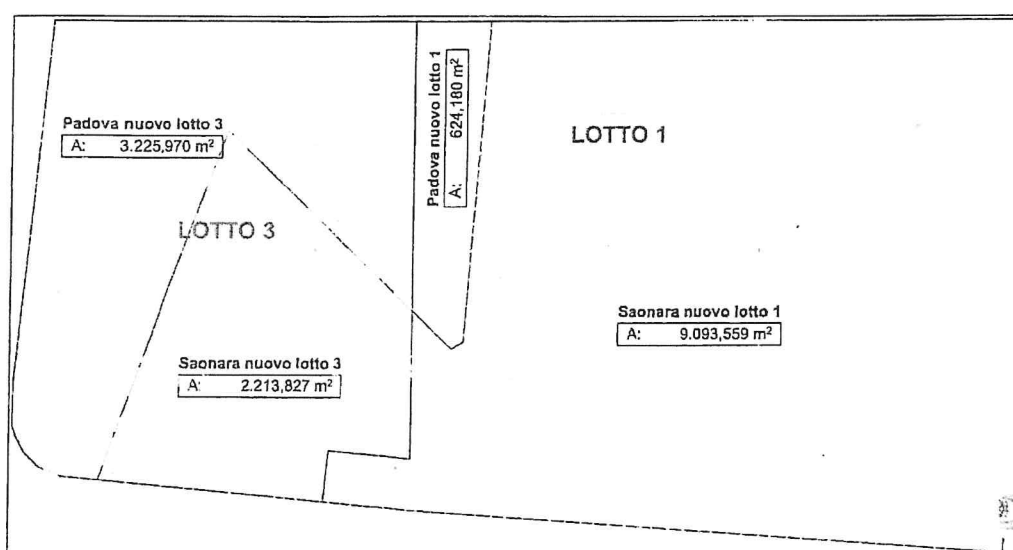 Padova nuovo lotto 3
A: 3.225,970 m²
LOTTO 3
Saonara nuovo lotto 3
A: 2.213,827 m²
Padova nuovo lotto 1
A: 624,180 m²
LOTTO 1
Saonara nuovo lotto 1
A: 9.093,559 m²